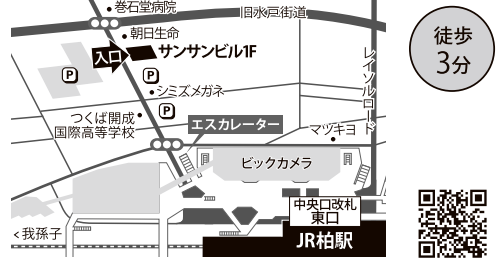 巻石堂病院
旧水戸街道
朝日生命
入口
サンサンビル1F
徒歩
3分
P
P
シミズメガネ
P
レイソルロード
つくば開成
国際高等学校
エスカレーター
マツキヨ
ビックカメラ
中央口改札
東口
<我孫子
JR柏駅